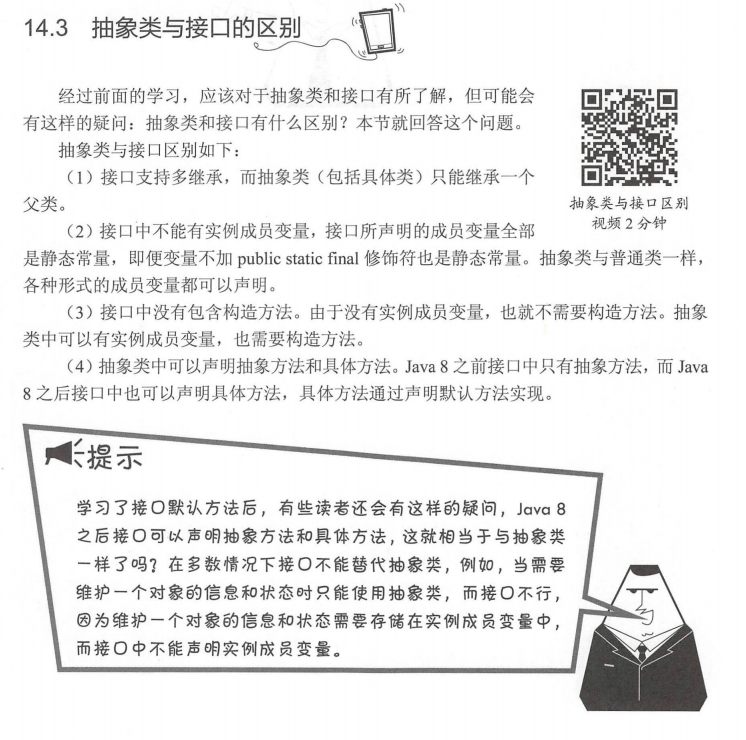 14.3 抽象类与接口的区别
经过前面的学习，应该对于抽象类和接口有所了解，但可能会
有这样的疑问：抽象类和接口有什么区别？本节就回答这个问题。
抽象类与接口区别如下：
（1）接口支持多继承，而抽象类（包括具体类）只能继承一个
父类。
抽象类与接口区别
视频 2 分钟
（2）接口中不能有实例成员变量，接口所声明的成员变量全部
是静态常量，即便变量不加 public static final 修饰符也是静态常量。抽象类与普通类一样，
各种形式的成员变量都可以声明。
（3）接口中没有包含构造方法。由于没有实例成员变量，也就不需要构造方法。抽象
类中可以有实例成员变量，也需要构造方法。
（4）抽象类中可以声明抽象方法和具体方法。Java 8 之前接口中只有抽象方法，而 Java
8 之后接口中也可以声明具体方法，具体方法通过声明默认方法实现。
提示
学习了接口默认方法后，有些读者还会有这样的疑问，Java 8
之后接口可以声明抽象方法和具体方法，这就相当于与抽象类
一样了吗？在多数情况下接口不能替代抽象类，例如，当需要
维护一个对象的信息和状态时只能使用抽象类，而接口不行，
因为维护一个对象的信息和状态需要存储在实例成员变量中，
而接口中不能声明实例成员变量。